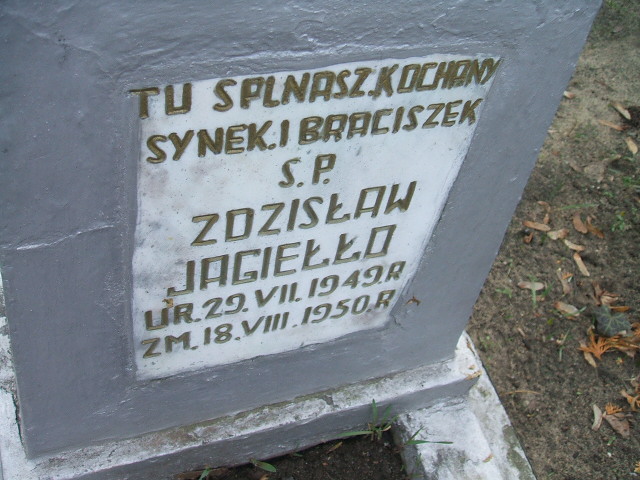 TU SPI NASZ.KOCHANY
SYNEK.I BRACISZEK
S.P.
ZDZISŁAW
JAGIEŁŁO
UR.29.VII.1949.R
ZM.18.VIII.1950.R